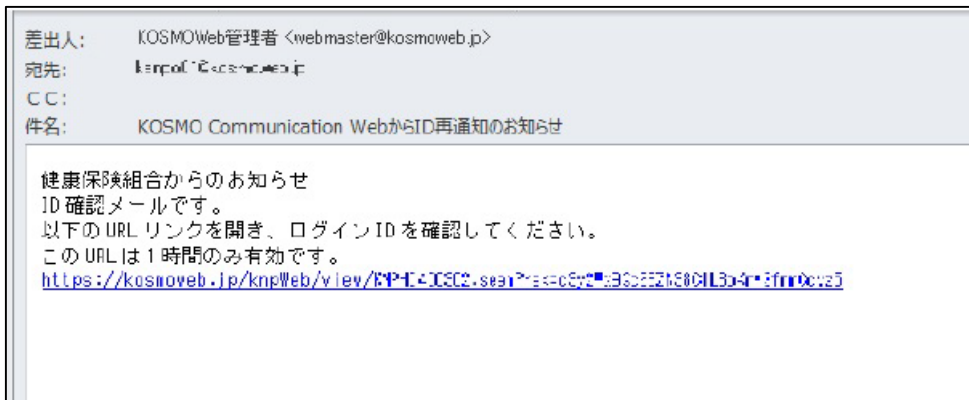 差出人: KOSMOWeb管理者 <webmaster@kosmoweb.jp>
宛先:
CC:
件名: KOSMO Communication WebからID再通知のお知らせ
健康保険組合からのお知らせ
ID確認メールです。
以下のURLリンクを開き、ログインIDを確認してください。
このURLは1時間のみ有効です。
https://kosmoweb.jp/knpWeb/view/